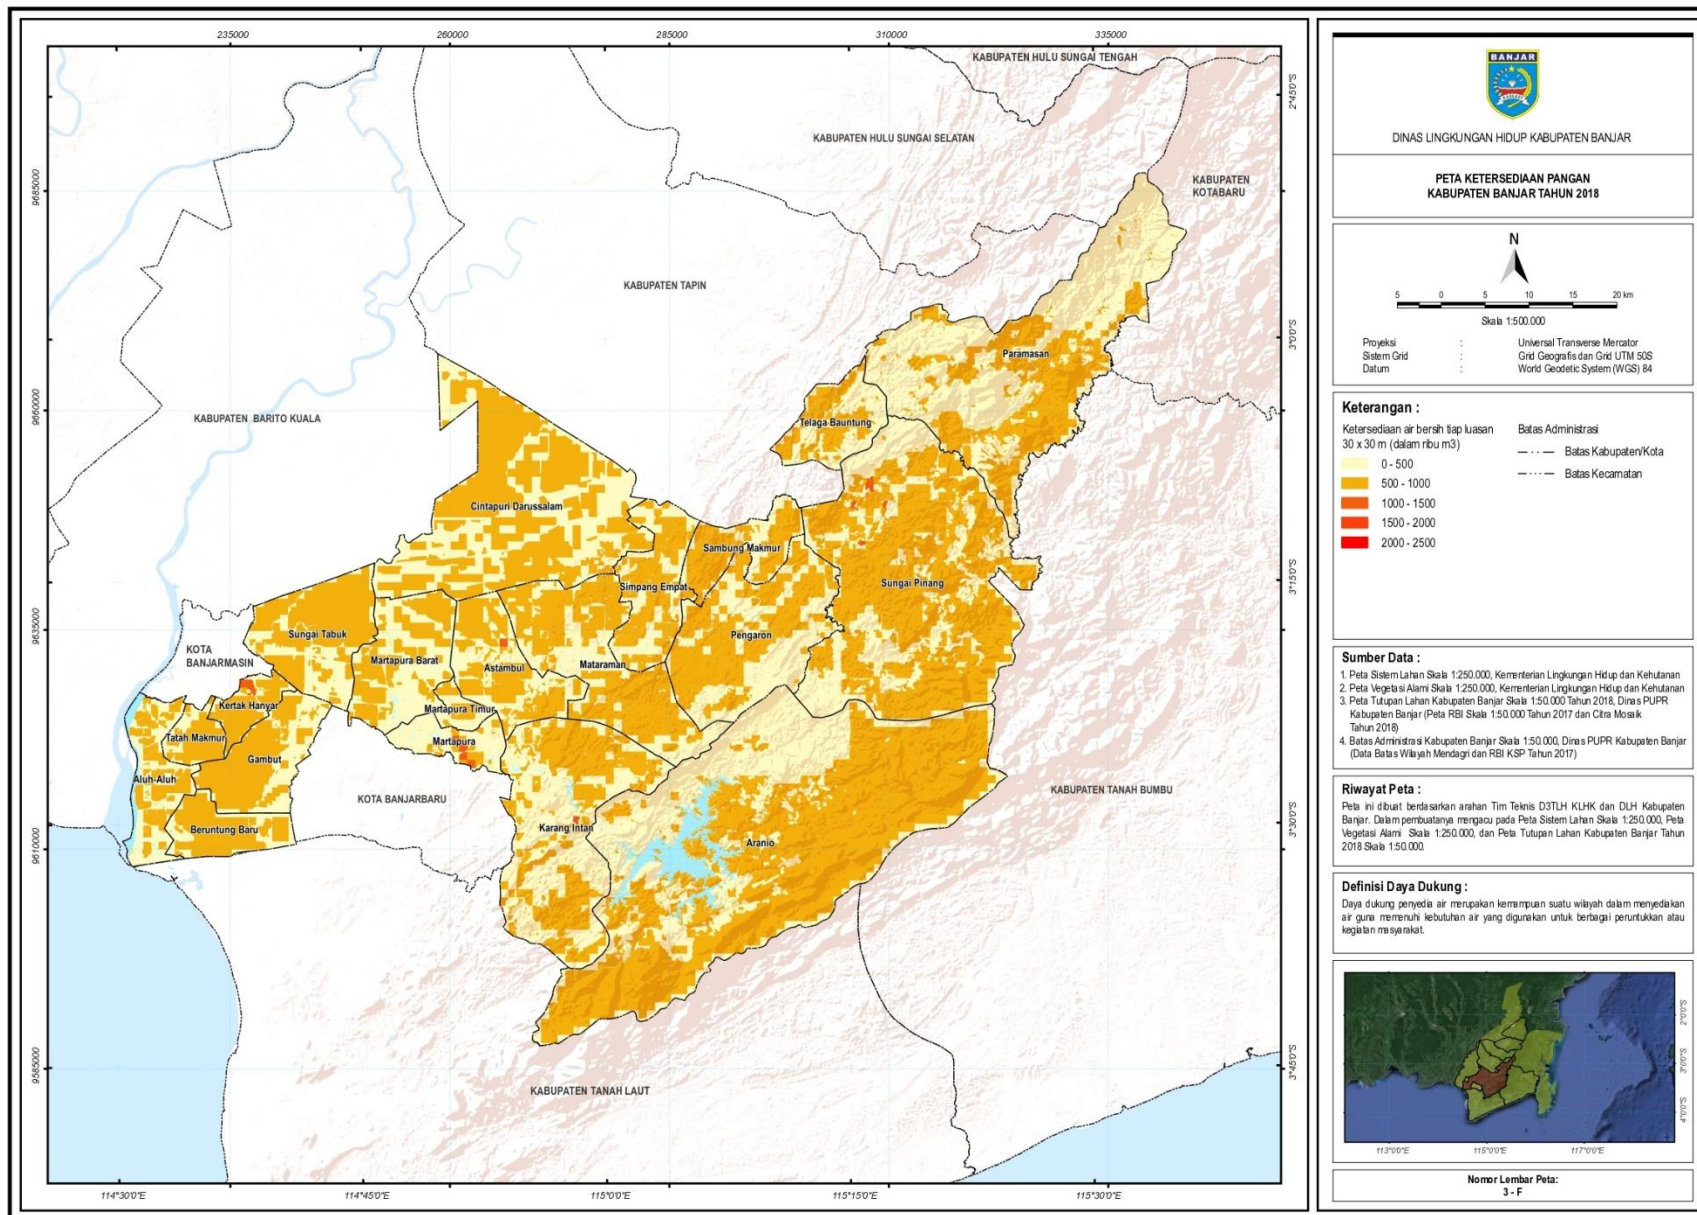 235000
260000
285000
310000
335000
KABUPATEN HULU SUNGAI TENGAH
KABUPATEN HULU SUNGAI SELATAN
KABUPATEN
KOTABARU
KABUPATEN TAPIN
KABUPATEN BARITO KUALA
KOTA
BANJARMASIN
KOTA BANJARBARU
KABUPATEN TANAH BUMBU
KABUPATEN TANAH LAUT
Paramasan
Telaga Bauntung
Cintapuri Darussalam
Sambung Makmur
Simpang Empat
Sungai Pinang
Sungai Tabuk
Pengaron
Martapura Barat
Astambul
Mataraman
Kertak Hanyar
Martapura Timur
Tatah Makmur
Martapura
Gambut
Aluh-Aluh
Beruntung Baru
Karang Intan
Aranio
9685000
9660000
9635000
9610000
9585000
2°45'0"S
3°0'0"S
3°15'0"S
3°30'0"S
3°45'0"S
114°30'0"E
114°45'0"E
115°0'0"E
115°15'0"E
115°30'0"E
BANJAR
DINAS LINGKUNGAN HIDUP KABUPATEN BANJAR
PETA KETERSEDIAAN PANGAN
KABUPATEN BANJAR TAHUN 2018
N
5 0 5 10 15 20 km
Skala 1:500.000
Proyeksi : Universal Transverse Mercator
Sistem Grid : Grid Geografis dan Grid UTM 50S
Datum : World Geodetic System (WGS) 84
Keterangan :
Ketersediaan air bersih tiap luasan
30 x 30 m (dalam ribu m3)
0 - 500
500 - 1000
1000 - 1500
1500 - 2000
2000 - 2500
Batas Administrasi
Batas Kabupaten/Kota
Batas Kecamatan
Sumber Data :
1. Peta Sistem Lahan Skala 1:250.000, Kementerian Lingkungan Hidup dan Kehutanan
2. Peta Vegetasi Alami Skala 1:250.000, Kementerian Lingkungan Hidup dan Kehutanan
3. Peta Tutupan Lahan Kabupaten Banjar Skala 1:50.000 Tahun 2018, Dinas PUPR
Kabupaten Banjar (Peta RBI Skala 1:50.000 Tahun 2017 dan Citra Mosaik
Tahun 2018)
4. Batas Administrasi Kabupaten Banjar Skala 1:50.000, Dinas PUPR Kabupaten Banjar
(Data Batas Wilayah Mendagri dan RBI KSP Tahun 2017)
Riwayat Peta :
Peta ini dibuat berdasarkan arahan Tim Teknis D3TLH KLHK dan DLH Kabupaten
Banjar. Dalam pembuatanya mengacu pada Peta Sistem Lahan Skala 1:250.000, Peta
Vegetasi Alami Skala 1:250.000, dan Peta Tutupan Lahan Kabupaten Banjar Tahun
2018 Skala 1:50.000.
Definisi Daya Dukung :
Daya dukung penyedia air merupakan kemampuan suatu wilayah dalam menyediakan
air guna memenuhi kebutuhan air yang digunakan untuk berbagai peruntukkan atau
kegiatan masyarakat.
2°0'0"S
3°0'0"S
4°0'0"S
113°0'0"E
115°0'0"E
117°0'0"E
Nomor Lembar Peta:
3 - F